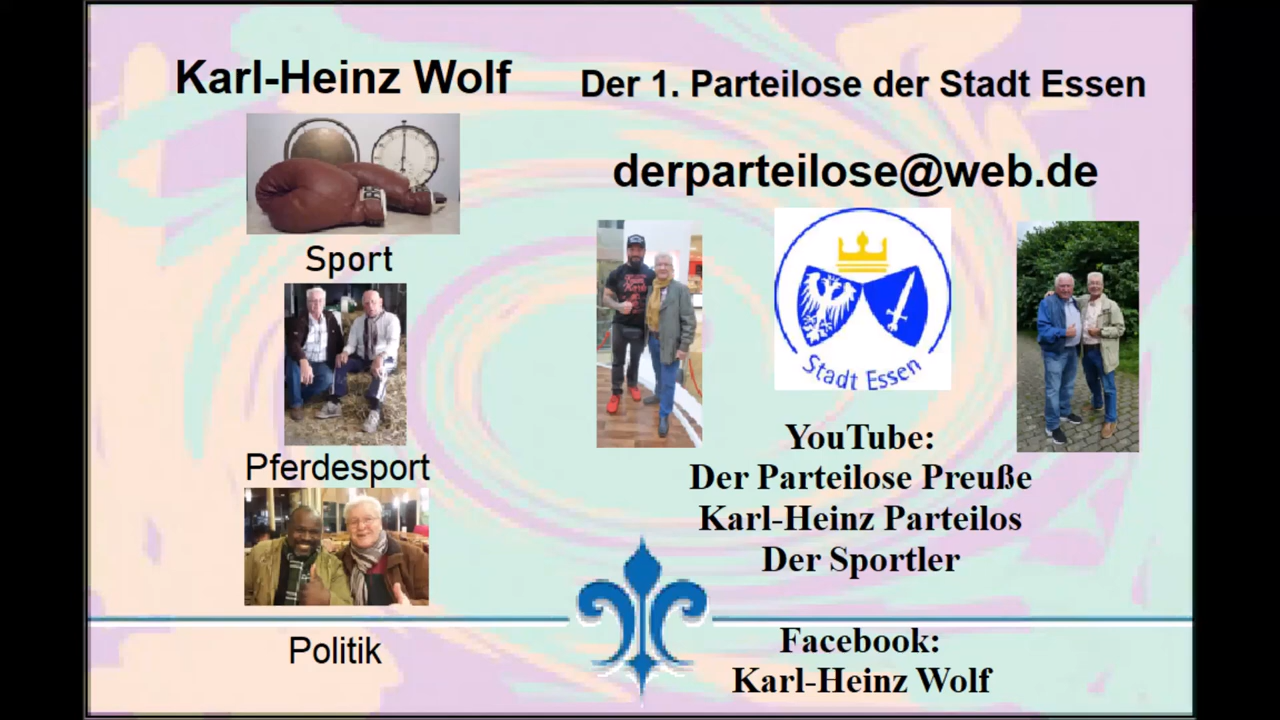 Karl-Heinz Wolf
Der 1. Parteilose der Stadt Essen
derparteilose@web.de
Sport
Pferdesport
Politik
Stadt Essen
YouTube:
Der Parteilose Preuße
Karl-Heinz Parteilos
Der Sportler
Facebook:
Karl-Heinz Wolf